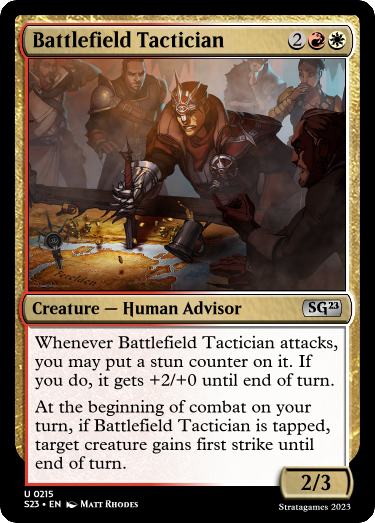 Battlefield Tactician 2
Ferelden
Creature — Human Advisor SG23
Whenever Battlefield Tactician attacks,
you may put a stun counter on it. If
you do, it gets +2/+0 until end of turn.
At the beginning of combat on your
turn, if Battlefield Tactician is tapped,
target creature gains first strike until
end of turn.
2/3
U 0215
S23 • EN Matt Rhodes
Stratagames 2023